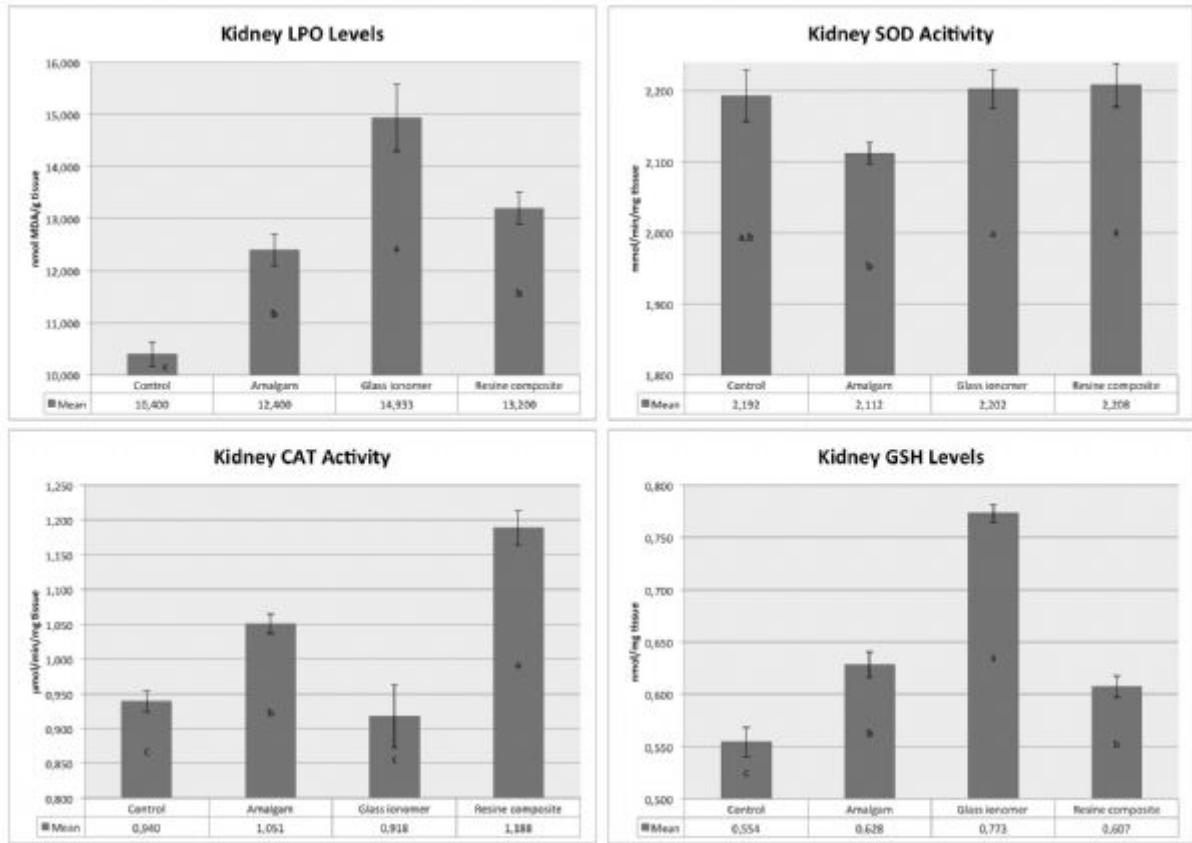 Kidney LPO Levels
nmol MDA/g tissue
16,000
15,000
14,000
13,000
12,000
11,000
10,000
b
a
b
c
Control Amalgam Glass ionomer Resine composite
Mean 10,400 12,400 14,933 13,200
Kidney SOD Acitivity
mmol/min/mg tissue
2,200
2,100
2,000
1,900
1,800
a,b
b
a
a
Control Amalgam Glass ionomer Resine composite
Mean 2,192 2,112 2,202 2,208
Kidney CAT Activity
µmol/min/mg tissue
1,250
1,200
1,150
1,100
1,050
1,000
0,950
0,900
0,850
0,800
c
b
c
a
Control Amalgam Glass ionomer Resine composite
Mean 0,940 1,051 0,918 1,188
Kidney GSH Levels
nmol/mg tissue
0,800
0,750
0,700
0,650
0,600
0,550
0,500
c
b
a
b
Control Amalgam Glass ionomer Resine composite
Mean 0,554 0,628 0,773 0,607